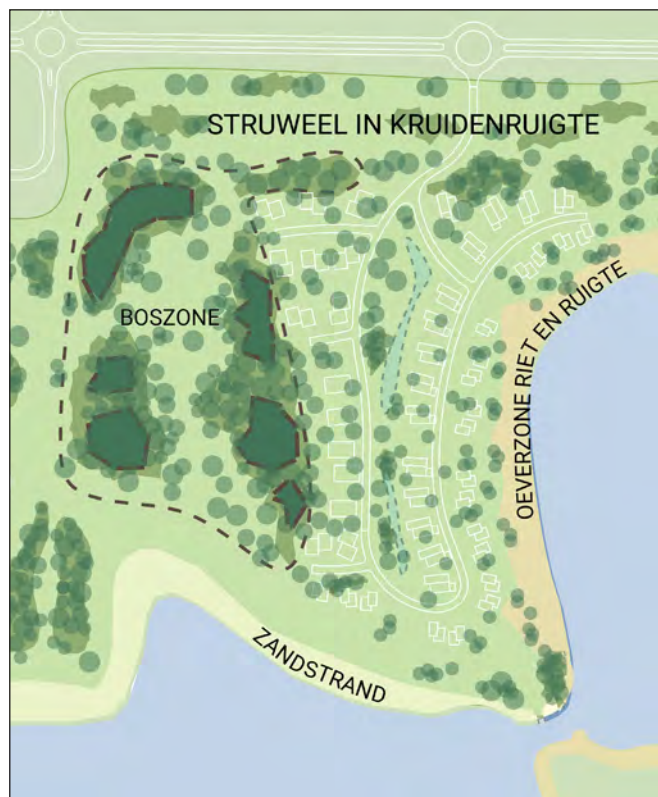 STRUWEEL IN KRUIDENRUIGTE
BOSZONE
OEVERZONE RIET EN RUIGTE
ZANDSTRAND